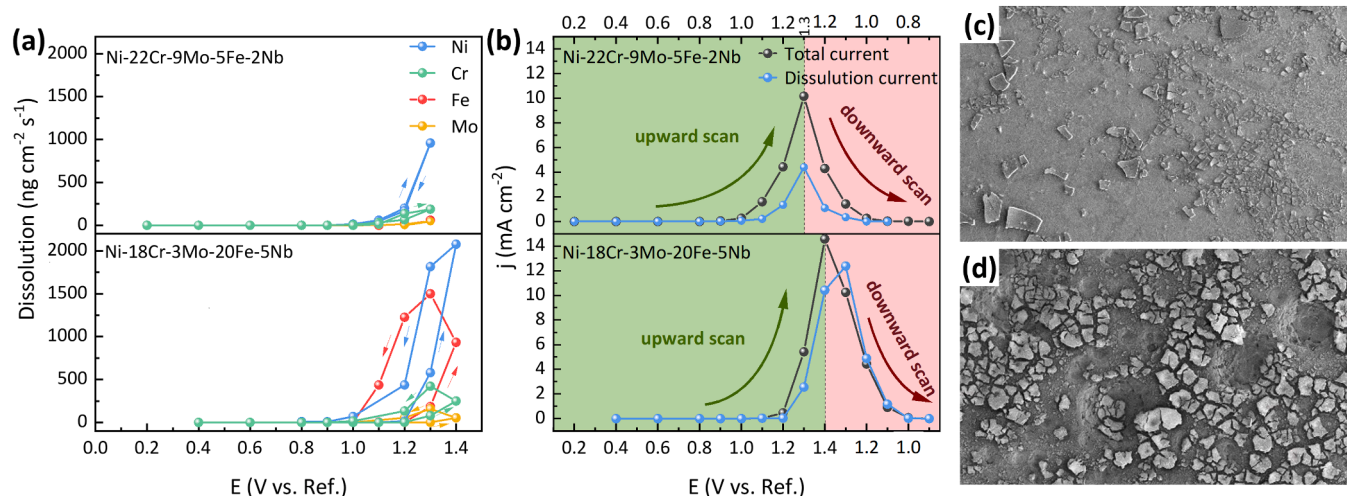 (a)
Ni-22Cr-9Mo-5Fe-2Nb
Ni
Cr
Fe
Mo
2000
1500
1000
500
0
Ni-18Cr-3Mo-20Fe-5Nb
2000
1500
1000
500
0
Dissolution (ng cm⁻² s⁻¹)
0.0 0.2 0.4 0.6 0.8 1.0 1.2 1.4
E (V vs. Ref.)
(b)
0.2 0.4 0.6 0.8 1.0 1.2 1.3 1.2 1.0 0.8
Ni-22Cr-9Mo-5Fe-2Nb
Total current
Dissulution current
upward scan
downward scan
14
12
10
8
6
4
2
0
Ni-18Cr-3Mo-20Fe-5Nb
upward scan
downward scan
14
12
10
8
6
4
2
0
j (mA cm⁻²)
0.2 0.4 0.6 0.8 1.0 1.2 1.4 1.2 1.0
E (V vs. Ref.)
(c)
(d)